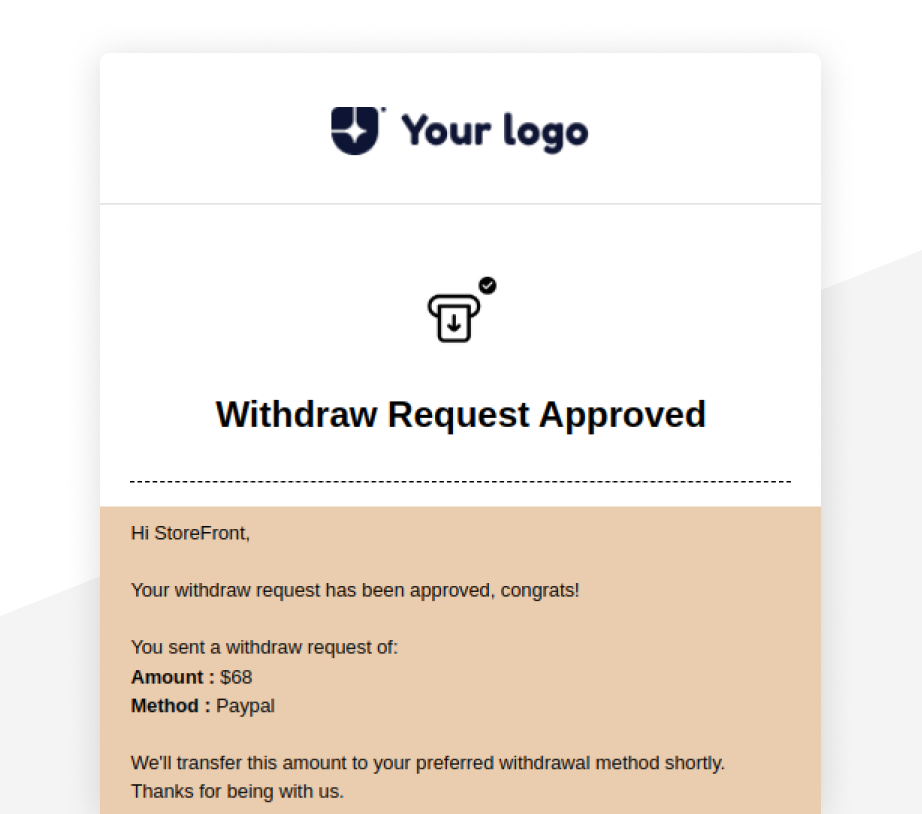 Your logo
Withdraw Request Approved
Hi StoreFront,
Your withdraw request has been approved, congrats!
You sent a withdraw request of:
Amount : $68
Method : Paypal
We'll transfer this amount to your preferred withdrawal method shortly.
Thanks for being with us.